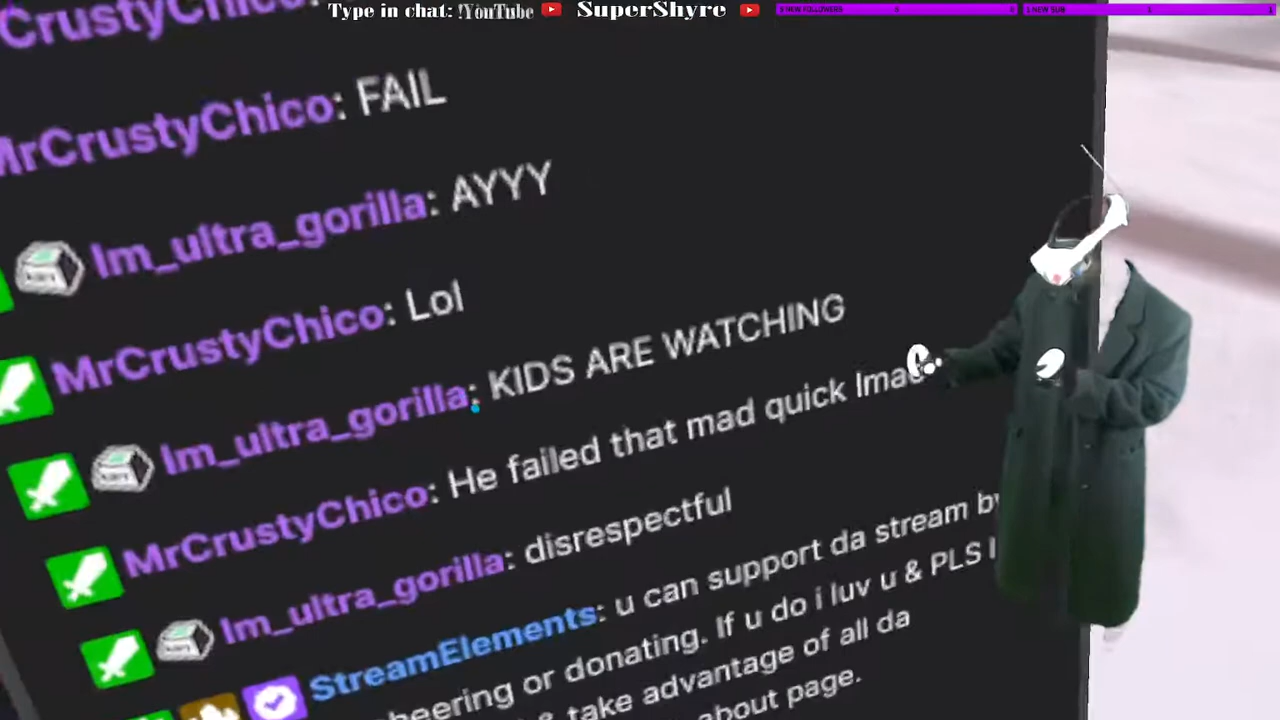 Type in chat: !YouTube SuperShyre
CrustyChico:
MrCrustyChico: FAIL
Im_ultra_gorilla: AYYY
MrCrustyChico: Lol
Im_ultra_gorilla: KIDS ARE WATCHING
MrCrustyChico: He failed that mad quick lmao
Im_ultra_gorilla: disrespectful
StreamElements: u can support da stream by
cheering or donating. If u do i luv u & PLS
& take advantage of all da
about page.